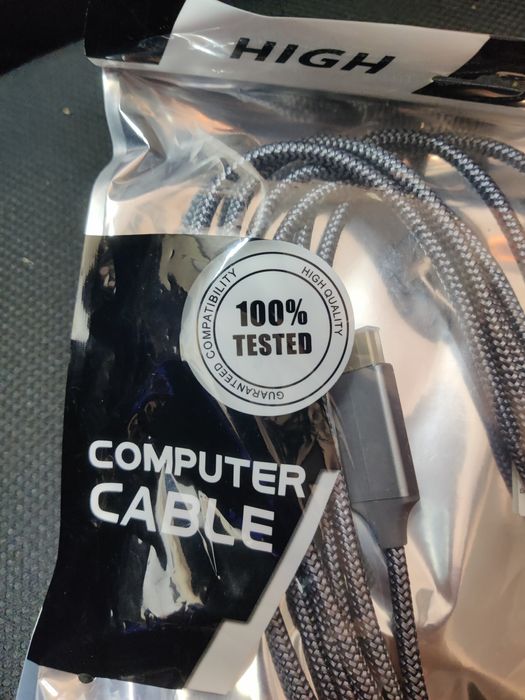 HIGH
HIGH QUALITY
GUARANTEED COMPATIBILITY
100%
TESTED
COMPUTER
CABLE